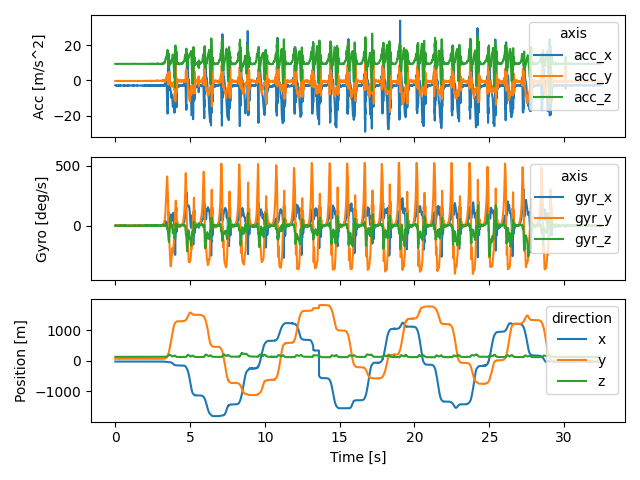 Acc [m/s^2]
20
0
−20
axis
acc_x
acc_y
acc_z
Gyro [deg/s]
500
0
axis
gyr_x
gyr_y
gyr_z
Position [m]
1000
0
−1000
direction
x
y
z
0 5 10 15 20 25 30
Time [s]